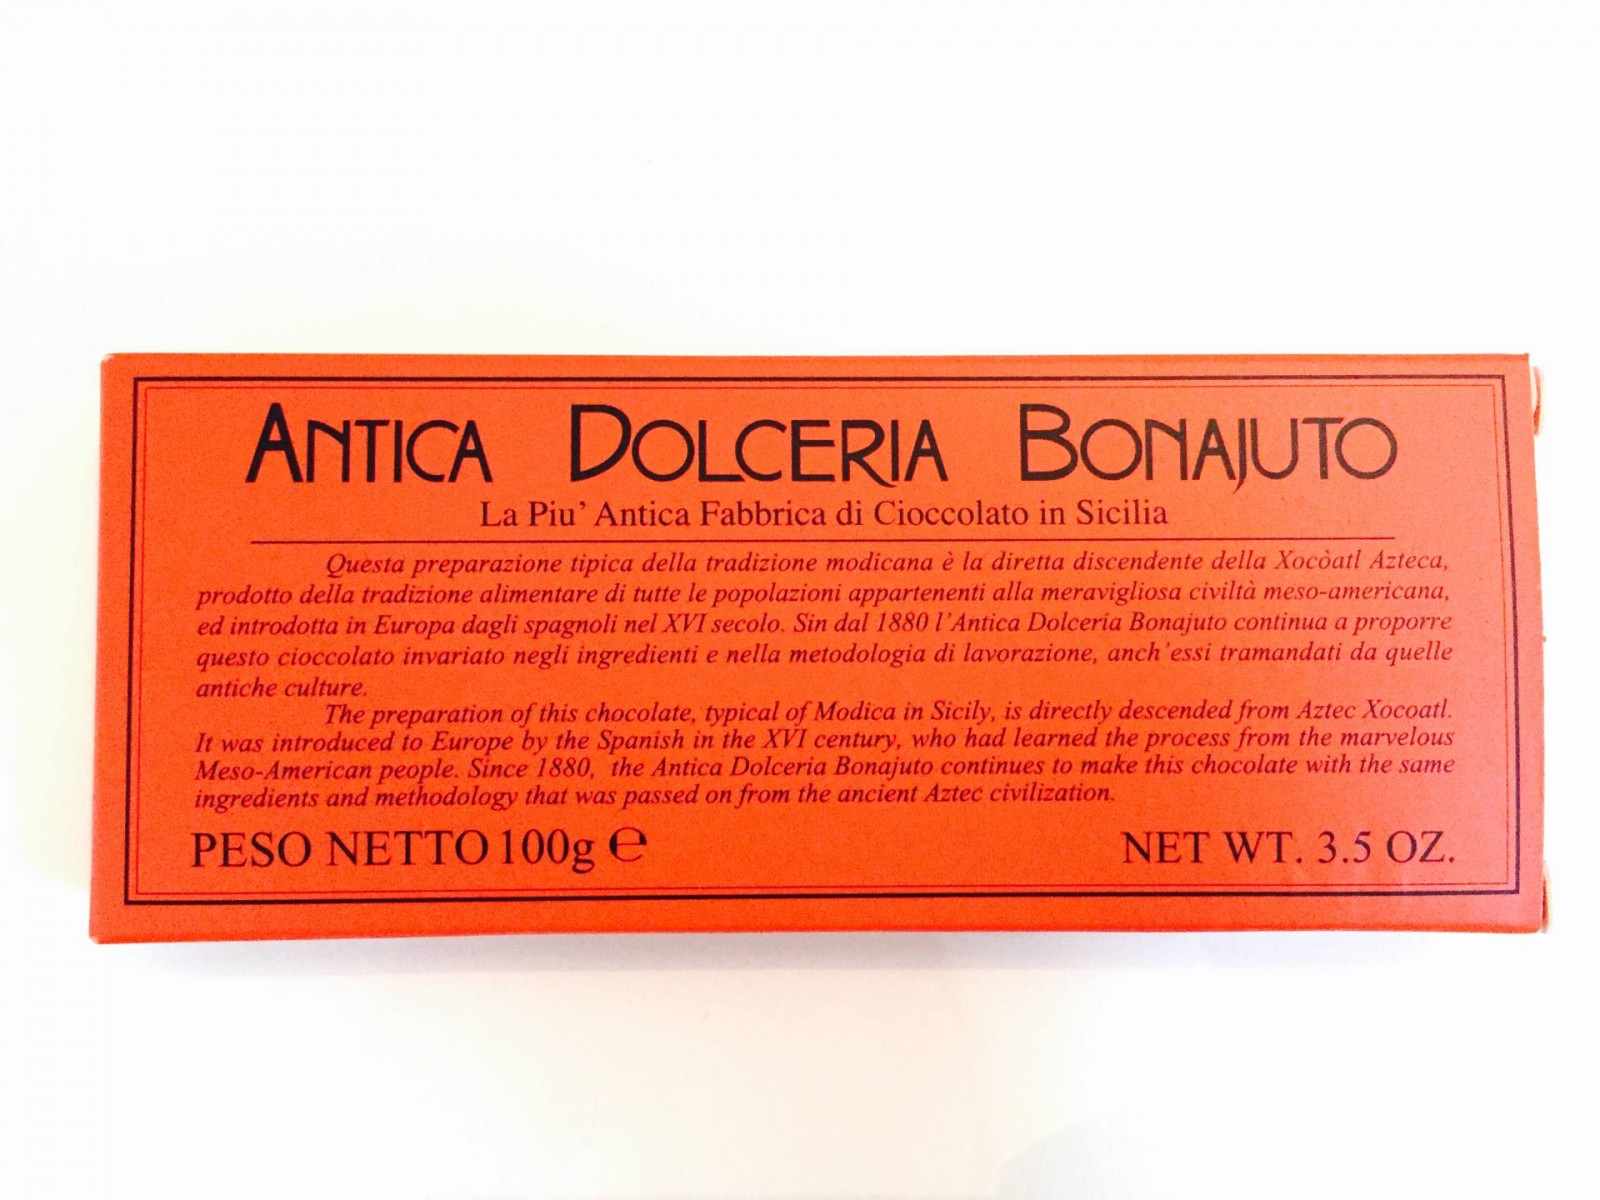 ANTICA DOLCERIA BONAJUTO
La Piu' Antica Fabbrica di Cioccolato in Sicilia
Questa preparazione tipica della tradizione modicana è la diretta discendente della Xocòatl Azteca,
prodotto della tradizione alimentare di tutte le popolazioni appartenenti alla meravigliosa civiltà meso-americana,
ed introdotta in Europa dagli spagnoli nel XVI secolo. Sin dal 1880 l'Antica Dolceria Bonajuto continua a proporre
questo cioccolato invariato negli ingredienti e nella metodologia di lavorazione, anch'essi tramandati da quelle
antiche culture.
The preparation of this chocolate, typical of Modica in Sicily, is directly descended from Aztec Xocoatl.
It was introduced to Europe by the Spanish in the XVI century, who had learned the process from the marvelous
Meso-American people. Since 1880, the Antica Dolceria Bonajuto continues to make this chocolate with the same
ingredients and methodology that was passed on from the ancient Aztec civilization.
PESO NETTO 100g ℮ NET WT. 3.5 OZ.